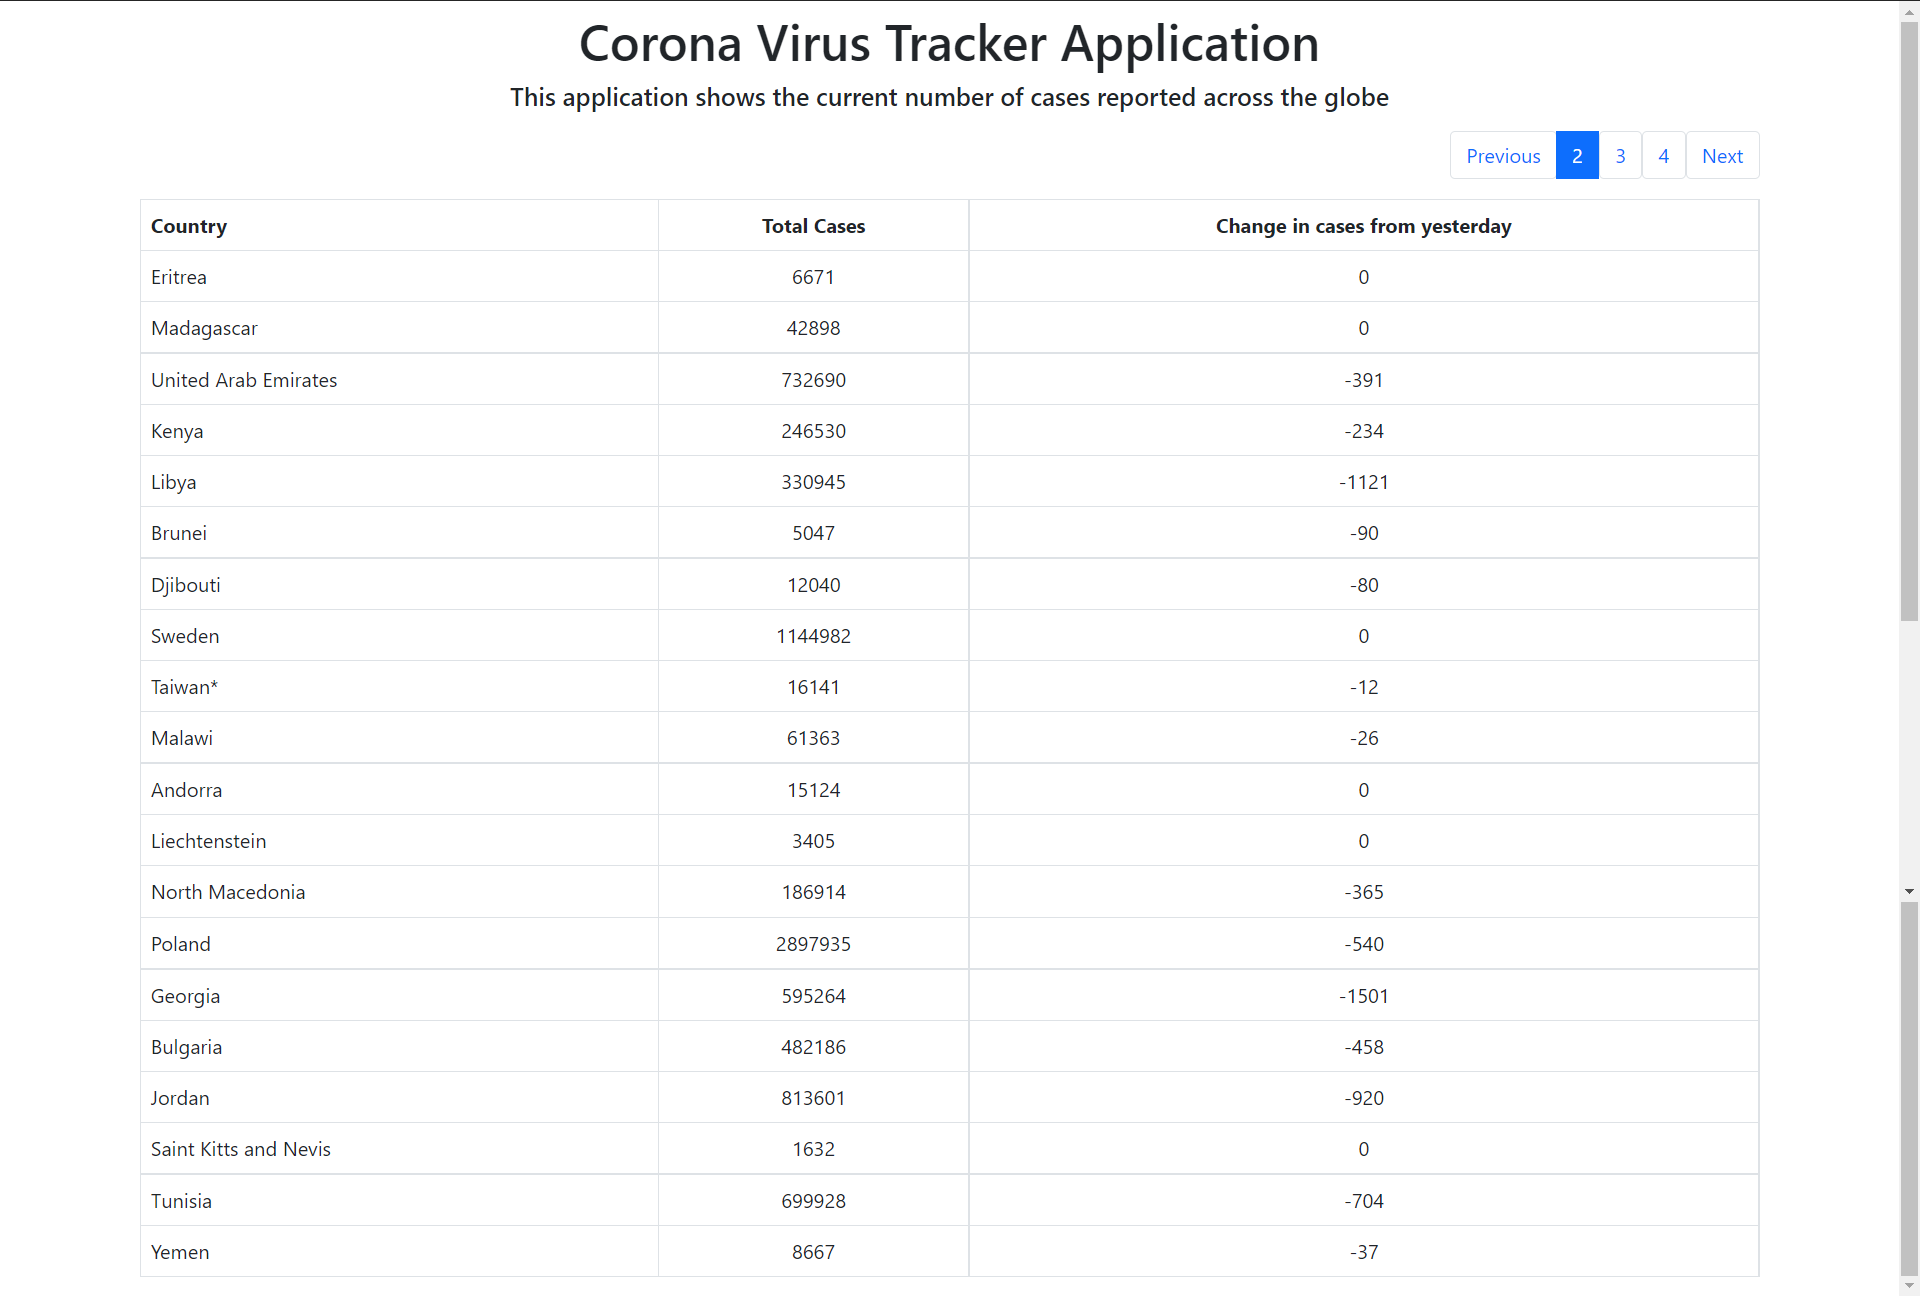 Corona Virus Tracker Application
This application shows the current number of cases reported across the globe
Previous 2 3 4 Next
Country Total Cases Change in cases from yesterday
Eritrea 6671 0
Madagascar 42898 0
United Arab Emirates 732690 -391
Kenya 246530 -234
Libya 330945 -1121
Brunei 5047 -90
Djibouti 12040 -80
Sweden 1144982 0
Taiwan* 16141 -12
Malawi 61363 -26
Andorra 15124 0
Liechtenstein 3405 0
North Macedonia 186914 -365
Poland 2897935 -540
Georgia 595264 -1501
Bulgaria 482186 -458
Jordan 813601 -920
Saint Kitts and Nevis 1632 0
Tunisia 699928 -704
Yemen 8667 -37